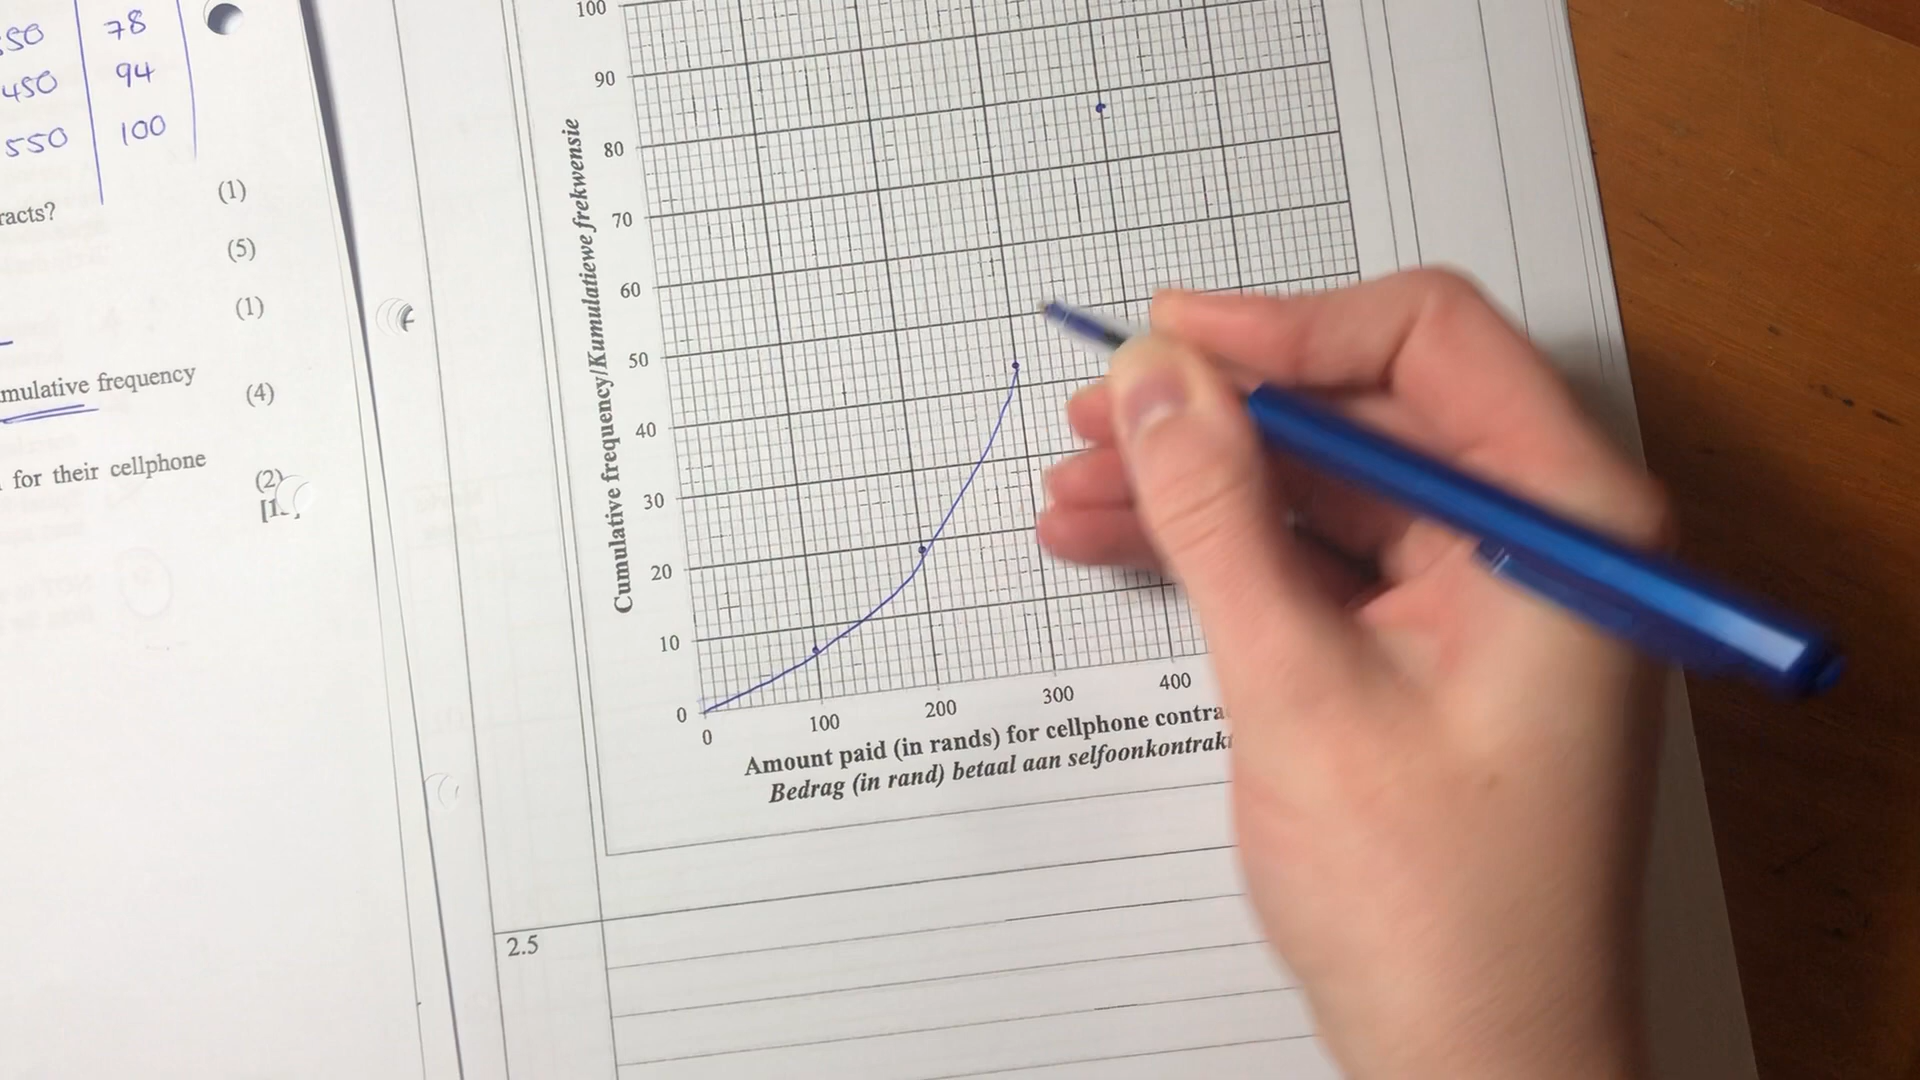 50 78
450 94
550 100
(1)
racts?
(5)
(1)
mulative frequency
(4)
for their cellphone
(2)
100
90
80
70
60
50
40
30
20
10
0
Cumulative frequency/Kumulatiewe frekwensie
0 100 200 300 400
Amount paid (in rands) for cellphone contra
Bedrag (in rand) betaal aan selfoonkontrak
2.5